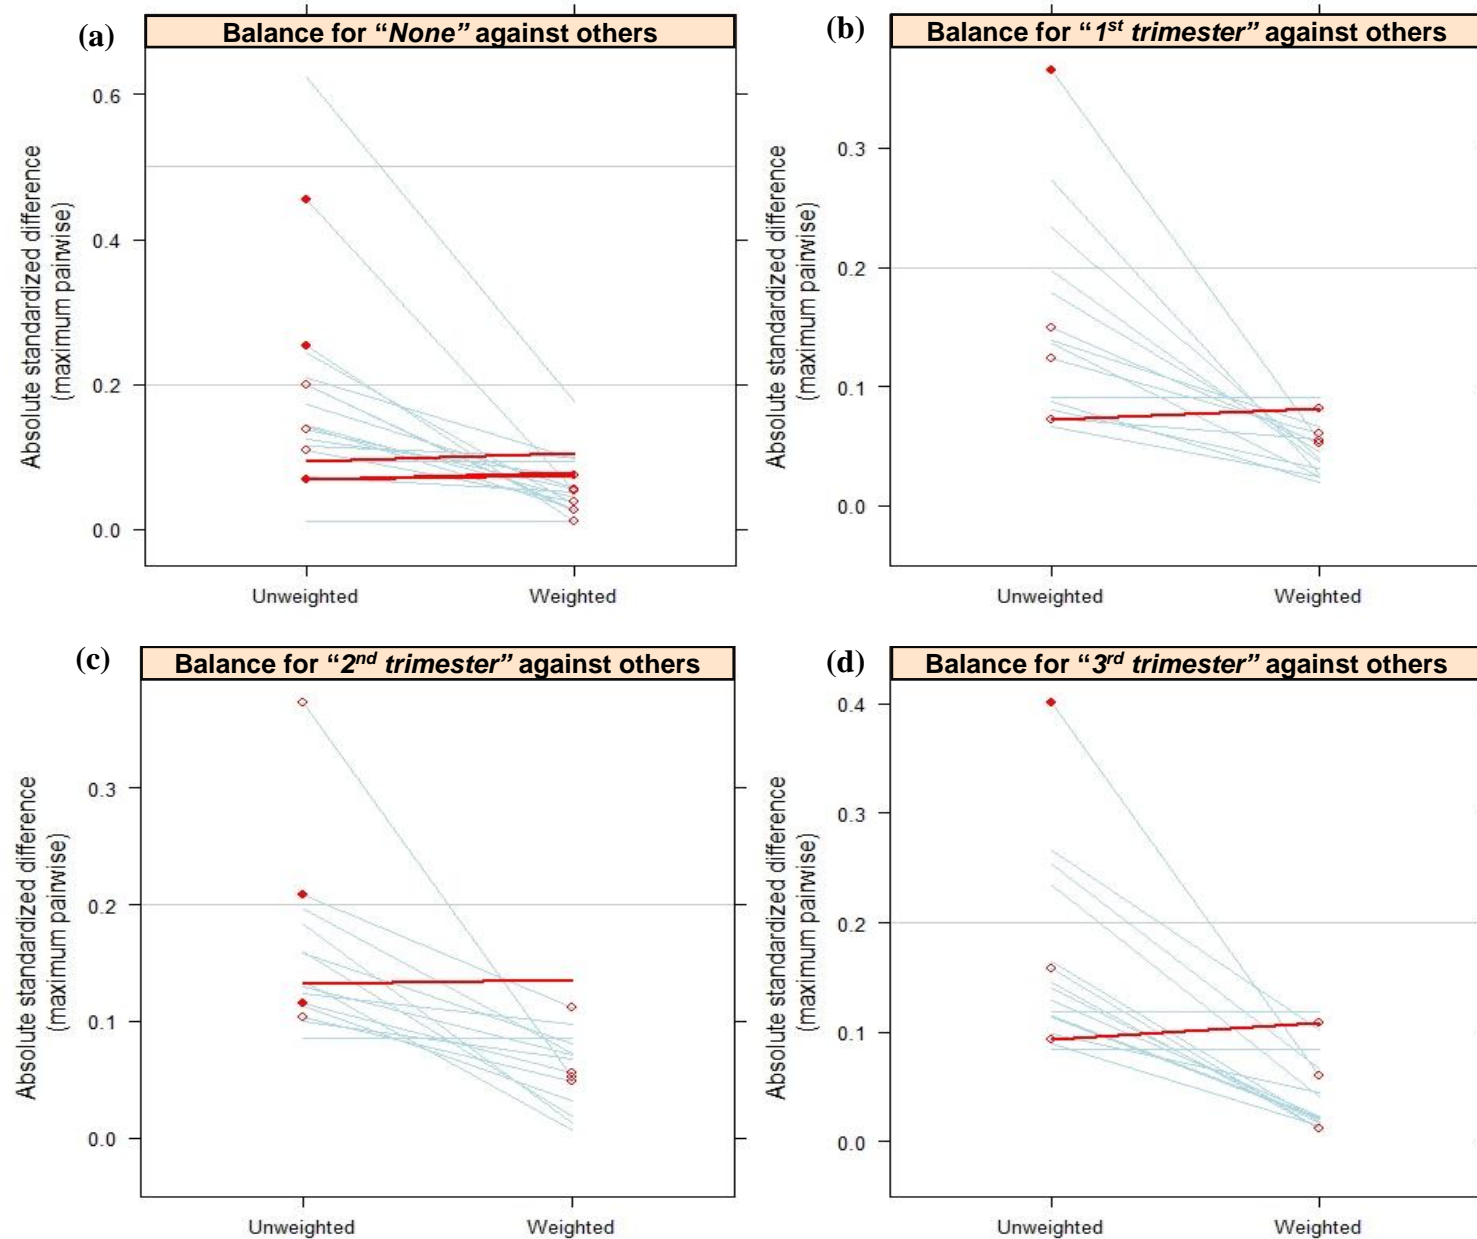 (a) Balance for “None” against others
Absolute standardized difference
(maximum pairwise)
0.6
0.4
0.2
0.0
Unweighted Weighted
(b) Balance for “1st trimester” against others
Absolute standardized difference
(maximum pairwise)
0.3
0.2
0.1
0.0
Unweighted Weighted
(c) Balance for “2nd trimester” against others
Absolute standardized difference
(maximum pairwise)
0.3
0.2
0.1
0.0
Unweighted Weighted
(d) Balance for “3rd trimester” against others
Absolute standardized difference
(maximum pairwise)
0.4
0.3
0.2
0.1
0.0
Unweighted Weighted